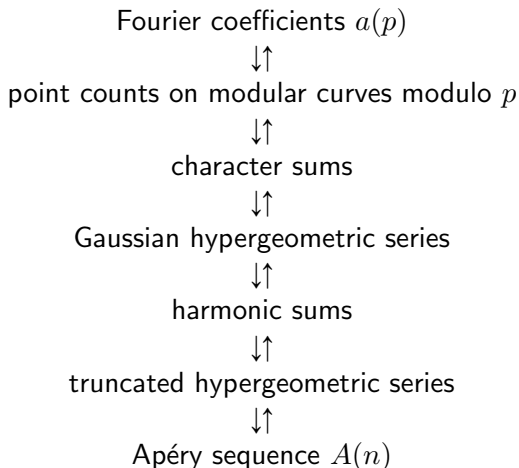 Fourier coefficients a(p)
↓↑
point counts on modular curves modulo p
↓↑
character sums
↓↑
Gaussian hypergeometric series
↓↑
harmonic sums
↓↑
truncated hypergeometric series
↓↑
Apéry sequence A(n)